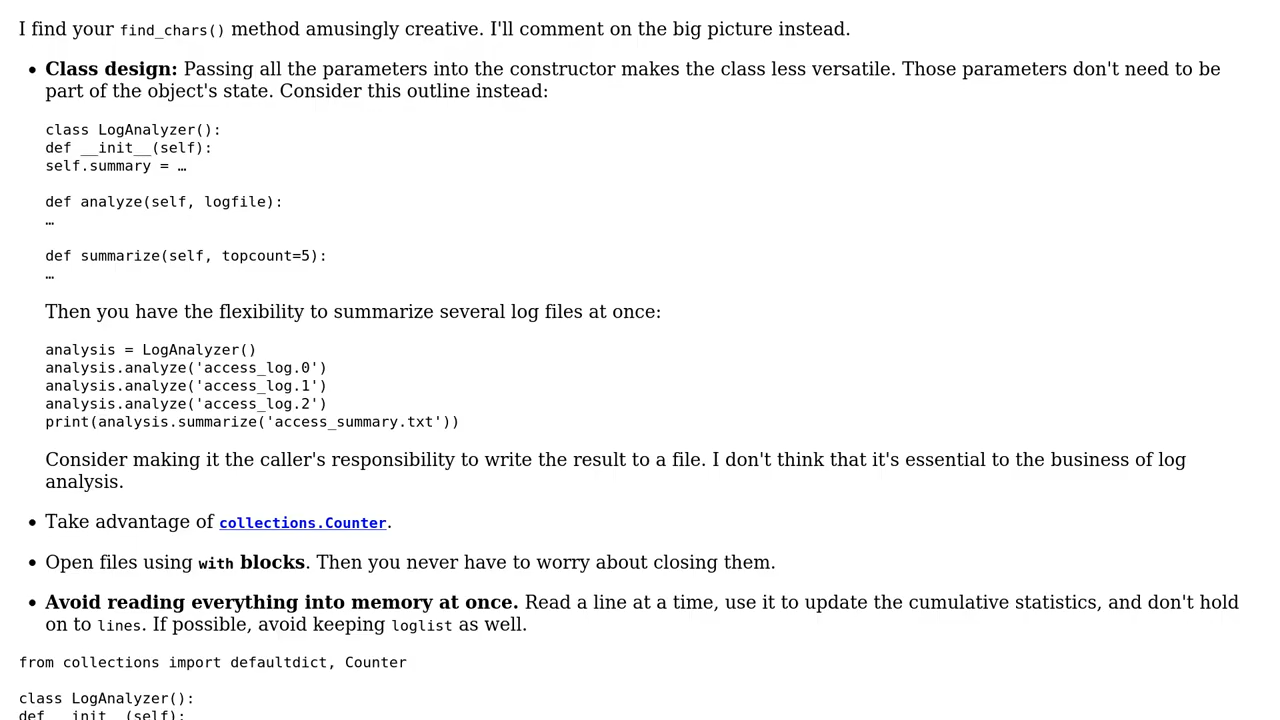 I find your find_chars() method amusingly creative. I'll comment on the big picture instead.
• Class design: Passing all the parameters into the constructor makes the class less versatile. Those parameters don't need to be
part of the object's state. Consider this outline instead:
class LogAnalyzer():
def __init__(self):
self.summary = …
def analyze(self, logfile):
…
def summarize(self, topcount=5):
…
Then you have the flexibility to summarize several log files at once:
analysis = LogAnalyzer()
analysis.analyze('access_log.0')
analysis.analyze('access_log.1')
analysis.analyze('access_log.2')
print(analysis.summarize('access_summary.txt'))
Consider making it the caller's responsibility to write the result to a file. I don't think that it's essential to the business of log
analysis.
• Take advantage of collections.Counter.
• Open files using with blocks. Then you never have to worry about closing them.
• Avoid reading everything into memory at once. Read a line at a time, use it to update the cumulative statistics, and don't hold
on to lines. If possible, avoid keeping loglist as well.
from collections import defaultdict, Counter
class LogAnalyzer():
def __init__(self):